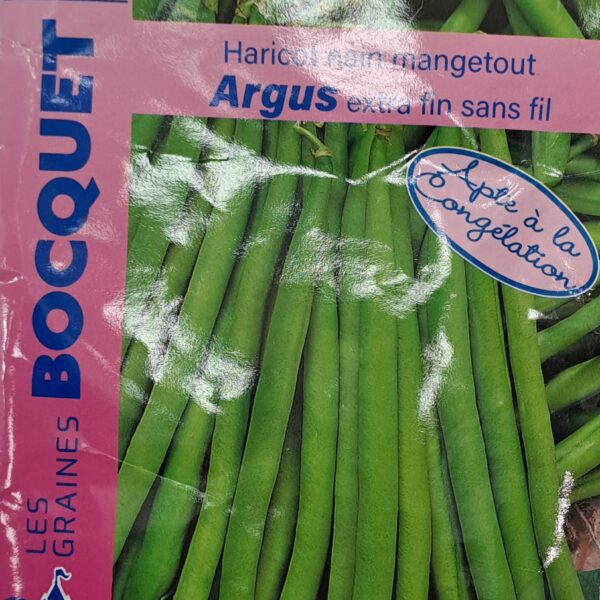 Haricot nain mangetout
Argus extra fin sans fil
Apte à la
Congélation
LES
GRAINES BOCQUET